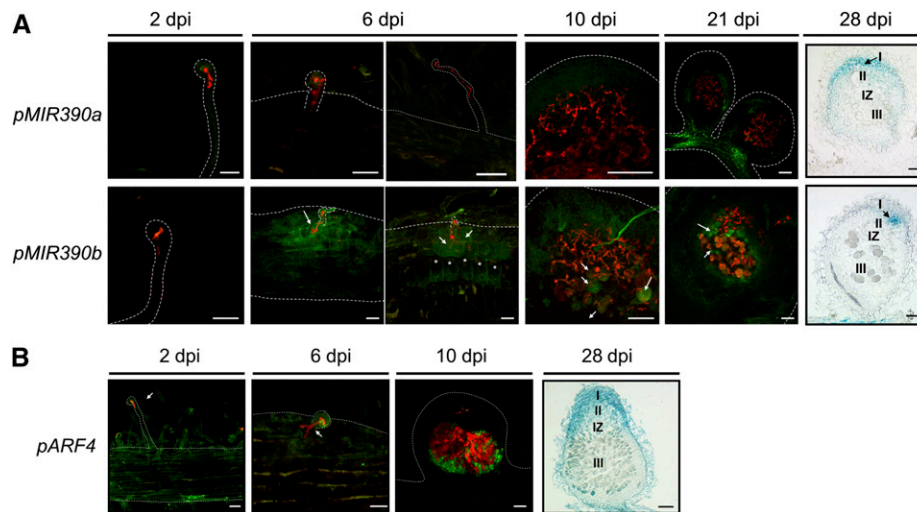 A
2 dpi 6 dpi 10 dpi 21 dpi 28 dpi
pMIR390a
I
II
IZ
III
pMIR390b
I
II
IZ
III
B
2 dpi 6 dpi 10 dpi 28 dpi
pARF4
I
II
IZ
III